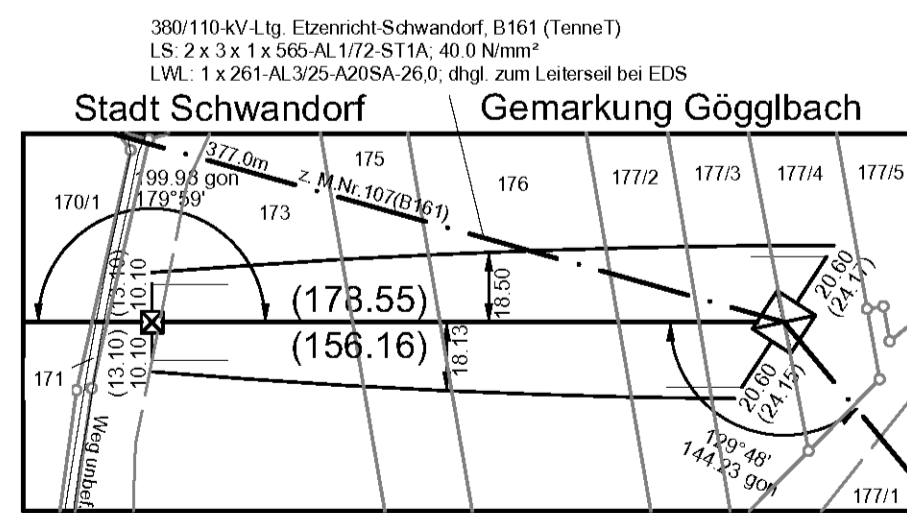 380/110-kV-Ltg. Etzenricht-Schwandorf, B161 (TenneT)
LS: 2 x 3 x 1 x 565-AL1/72-ST1A; 40.0 N/mm²
LWL: 1 x 261-AL3/25-A20SA-26,0; dhgl. zum Leiterseil bei EDS
Stadt Schwandorf
Gemarkung Gögglbach
377.0m
z. M.Nr.107(B161)
175
176
177/2
177/3
177/4
177/5
170/1
199.98 gon
179°59'
173
(13.10)
10.10
(178.55)
18.50
20.60
(24.17)
(13.10)
10.10
(156.16)
18.13
171
20.60
(24.15)
Weg unbef.
129°48'
144.23 gon
177/1